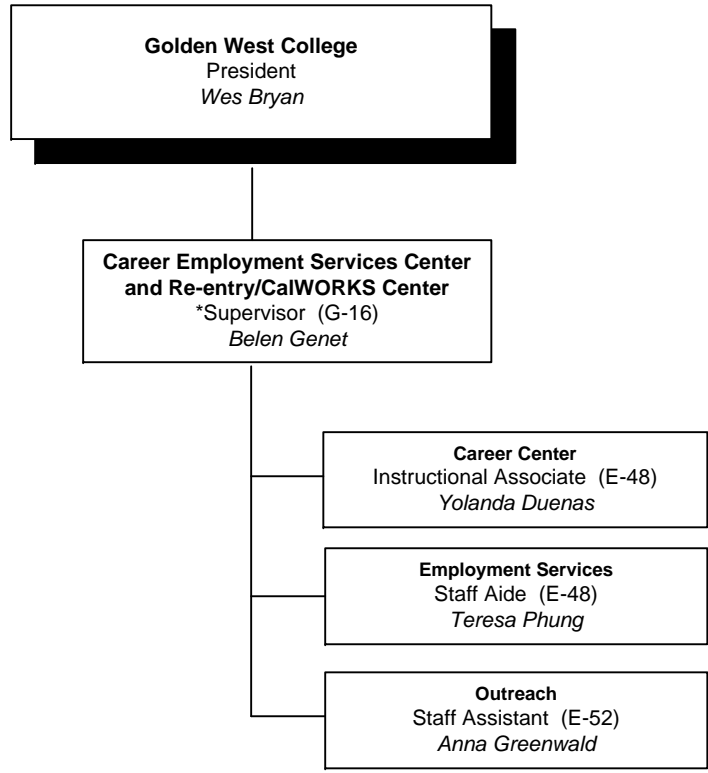 Golden West College
President
Wes Bryan
Career Employment Services Center
and Re-entry/CalWORKS Center
*Supervisor (G-16)
Belen Genet
Career Center
Instructional Associate (E-48)
Yolanda Duenas
Employment Services
Staff Aide (E-48)
Teresa Phung
Outreach
Staff Assistant (E-52)
Anna Greenwald